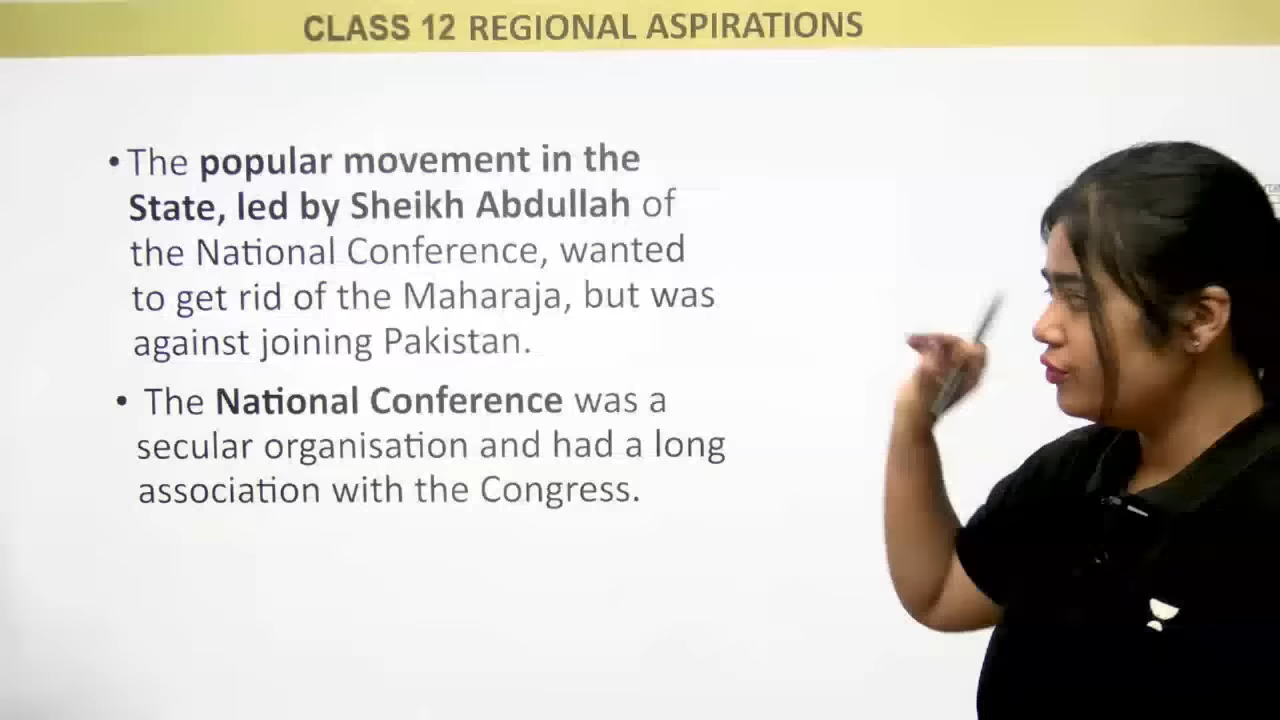 CLASS 12 REGIONAL ASPIRATIONS
• The popular movement in the
State, led by Sheikh Abdullah of
the National Conference, wanted
to get rid of the Maharaja, but was
against joining Pakistan.
• The National Conference was a
secular organisation and had a long
association with the Congress.